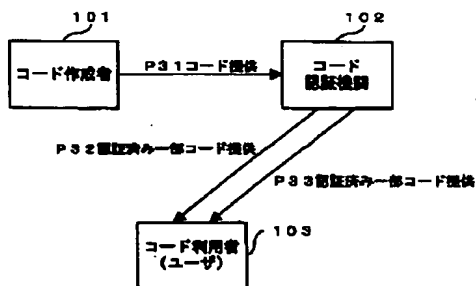 101
102
コード作成者
P31コード提供
コード
認証機関
P32認証済み一部コード提供
P33認証済み一部コード提供
コード利用者
(ユーザ)
103